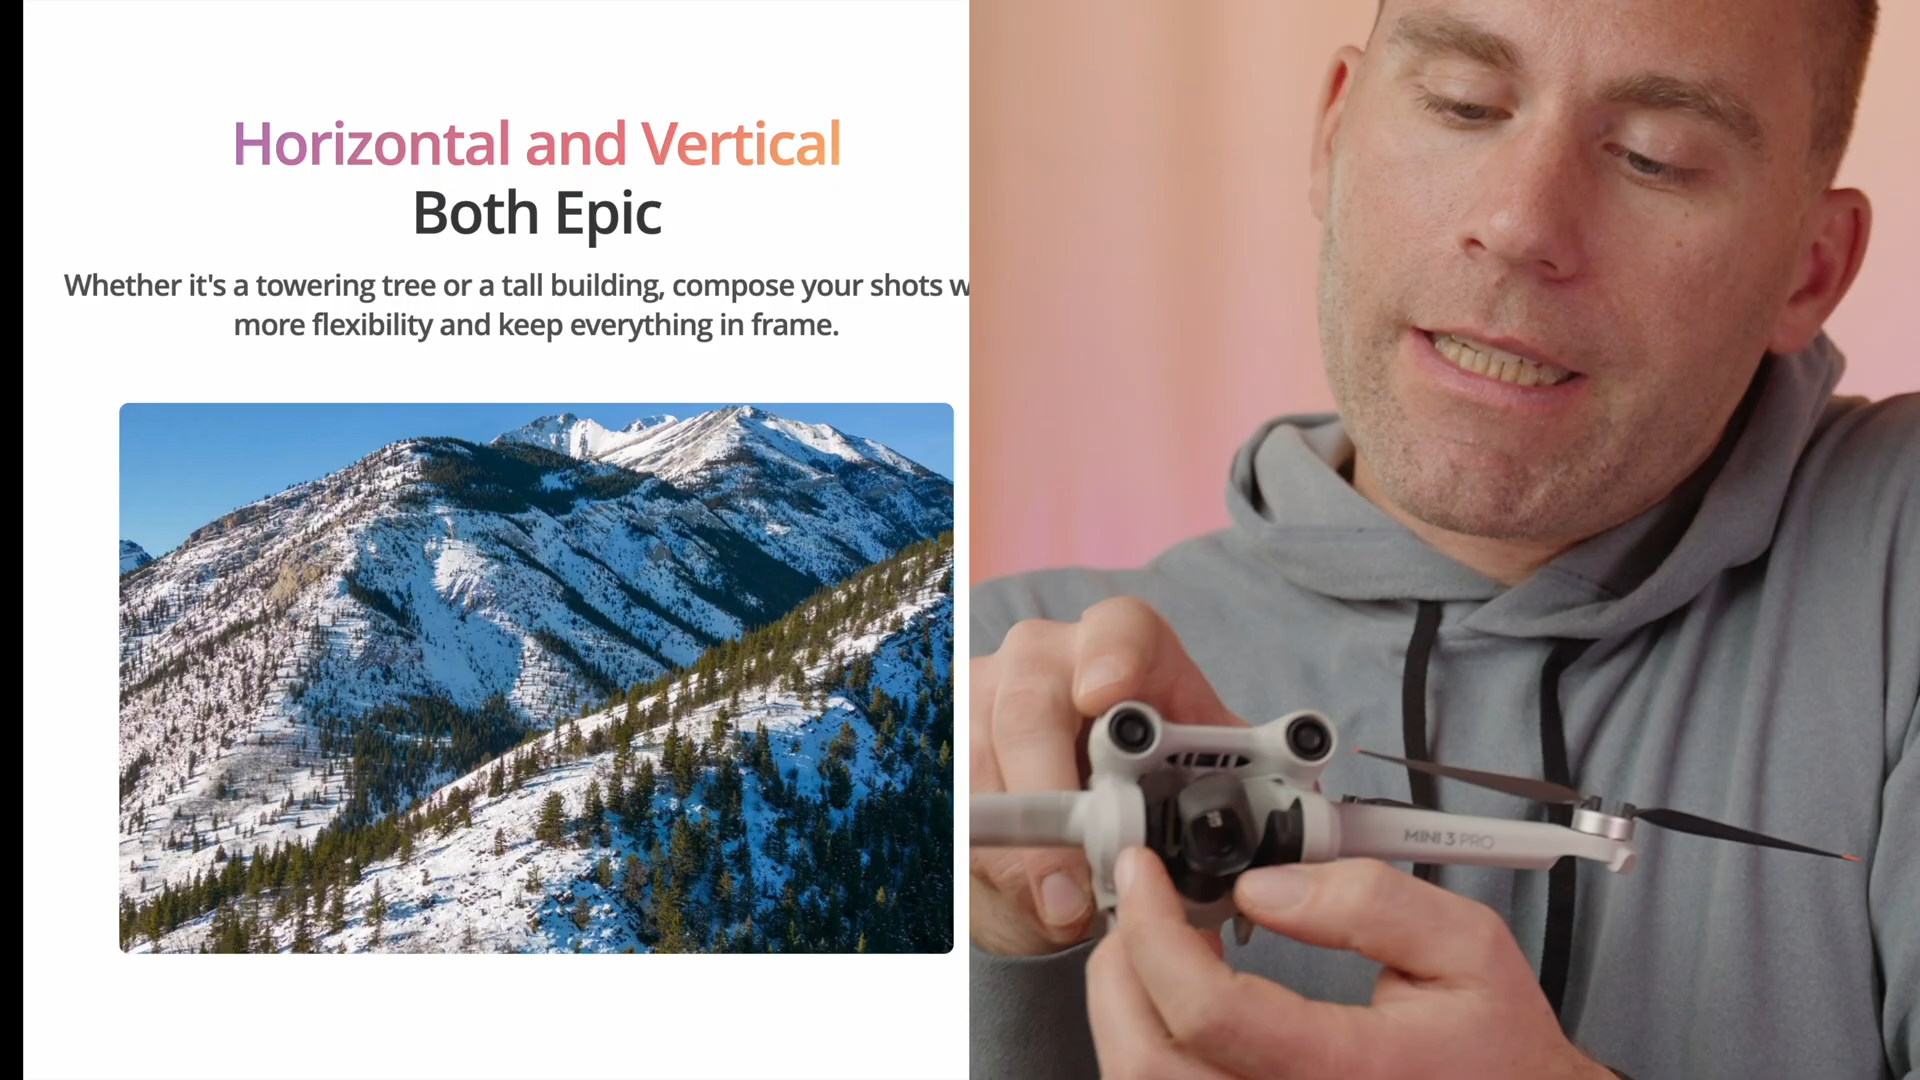 Horizontal and Vertical
Both Epic
Whether it's a towering tree or a tall building, compose your shots w
more flexibility and keep everything in frame.
MINI 3 PRO